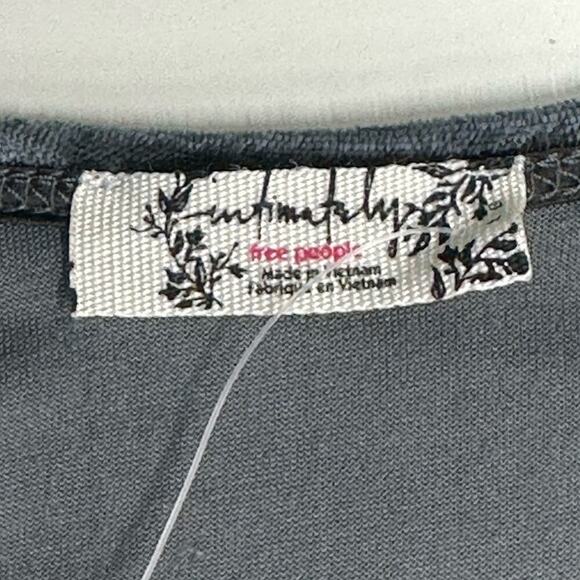 intimately
free people
Made in Vietnam
Fabriqué en Vietnam